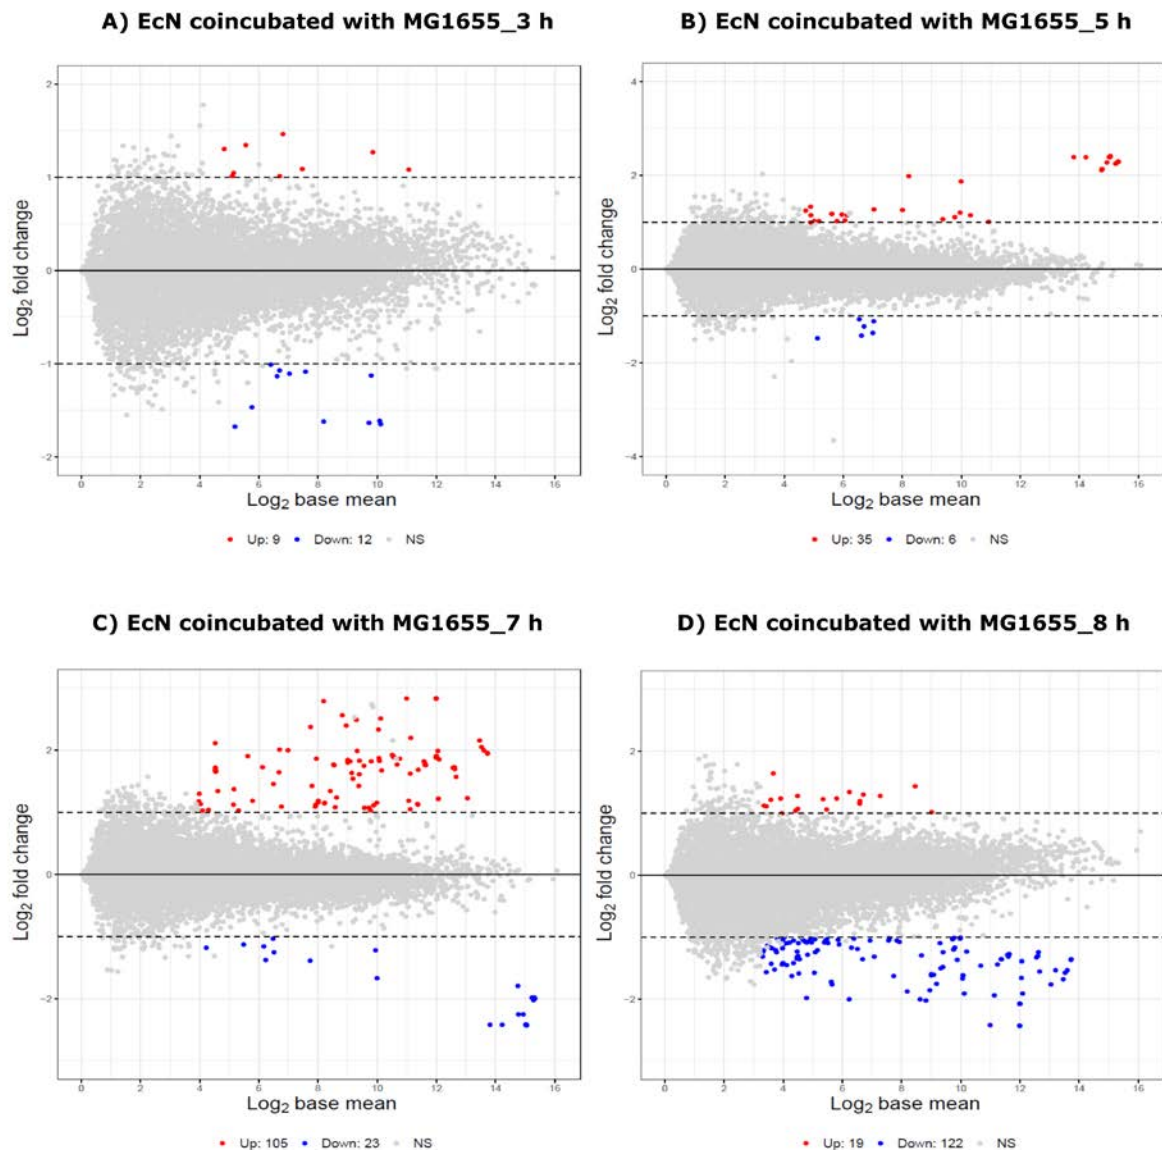 A) EcN coincubated with MG1655_3 h
B) EcN coincubated with MG1655_5 h
Log2 fold change
2
1
0
−1
−2
0 2 4 6 8 10 12 14 16
Log2 base mean
Up: 9 Down: 12 NS
Log2 fold change
4
2
0
−2
−4
0 2 4 6 8 10 12 14 16
Log2 base mean
Up: 35 Down: 6 NS
C) EcN coincubated with MG1655_7 h
D) EcN coincubated with MG1655_8 h
Log2 fold change
2
0
−2
0 2 4 6 8 10 12 14 16
Log2 base mean
Up: 105 Down: 23 NS
Log2 fold change
2
0
−2
0 2 4 6 8 10 12 14 16
Log2 base mean
Up: 19 Down: 122 NS